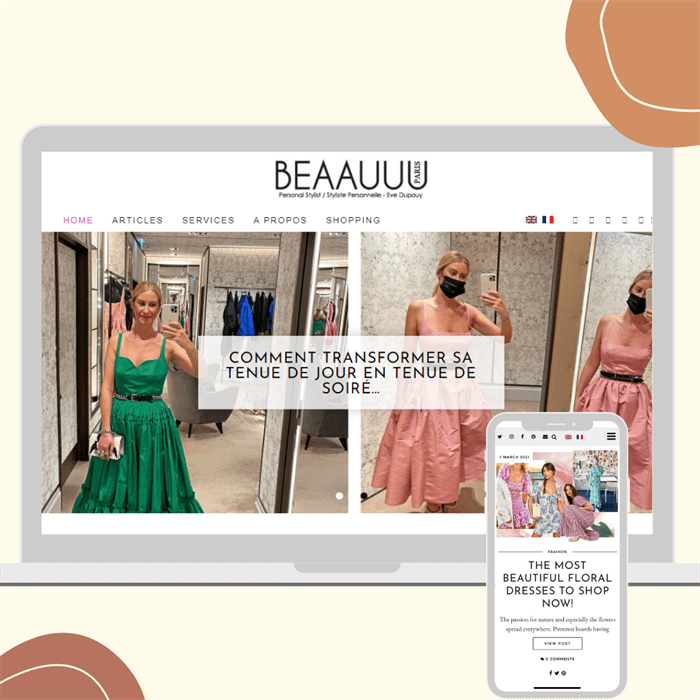 BEAAUUU PARIS
Personal Stylist / Styliste Personnelle - Eve Dupouy
HOME ARTICLES SERVICES A PROPOS SHOPPING
COMMENT TRANSFORMER SA
TENUE DE JOUR EN TENUE DE
SOIRÉ...
1 MARCH 2021
FASHION
THE MOST
BEAUTIFUL FLORAL
DRESSES TO SHOP
NOW!
The passion for nature and especially the flowers
spread everywhere. Pinterest boards having
VIEW POST
0 COMMENTS